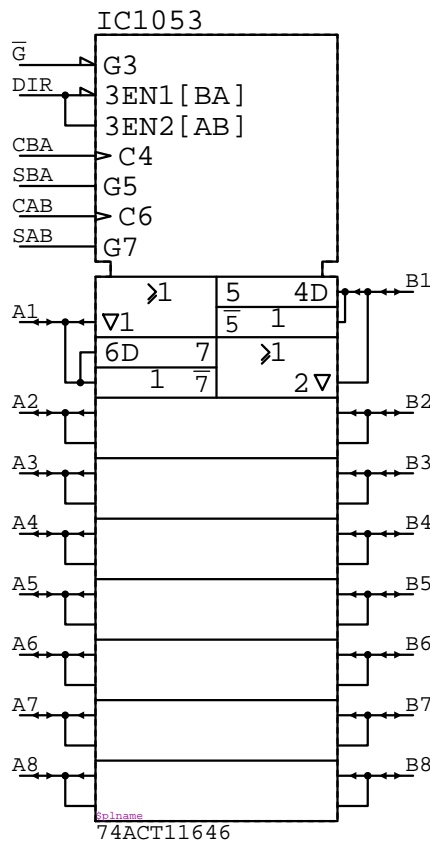 IC1053
G̅ G3
DIR 3EN1[BA]
3EN2[AB]
CBA C4
SBA G5
CAB C6
SAB G7
≥1 5 4D B1
A1 ▽1 5̅ 1
6D 7 ≥1
1 7̅ 2▽
A2 B2
A3 B3
A4 B4
A5 B5
A6 B6
A7 B7
A8 B8
$plname
74ACT11646